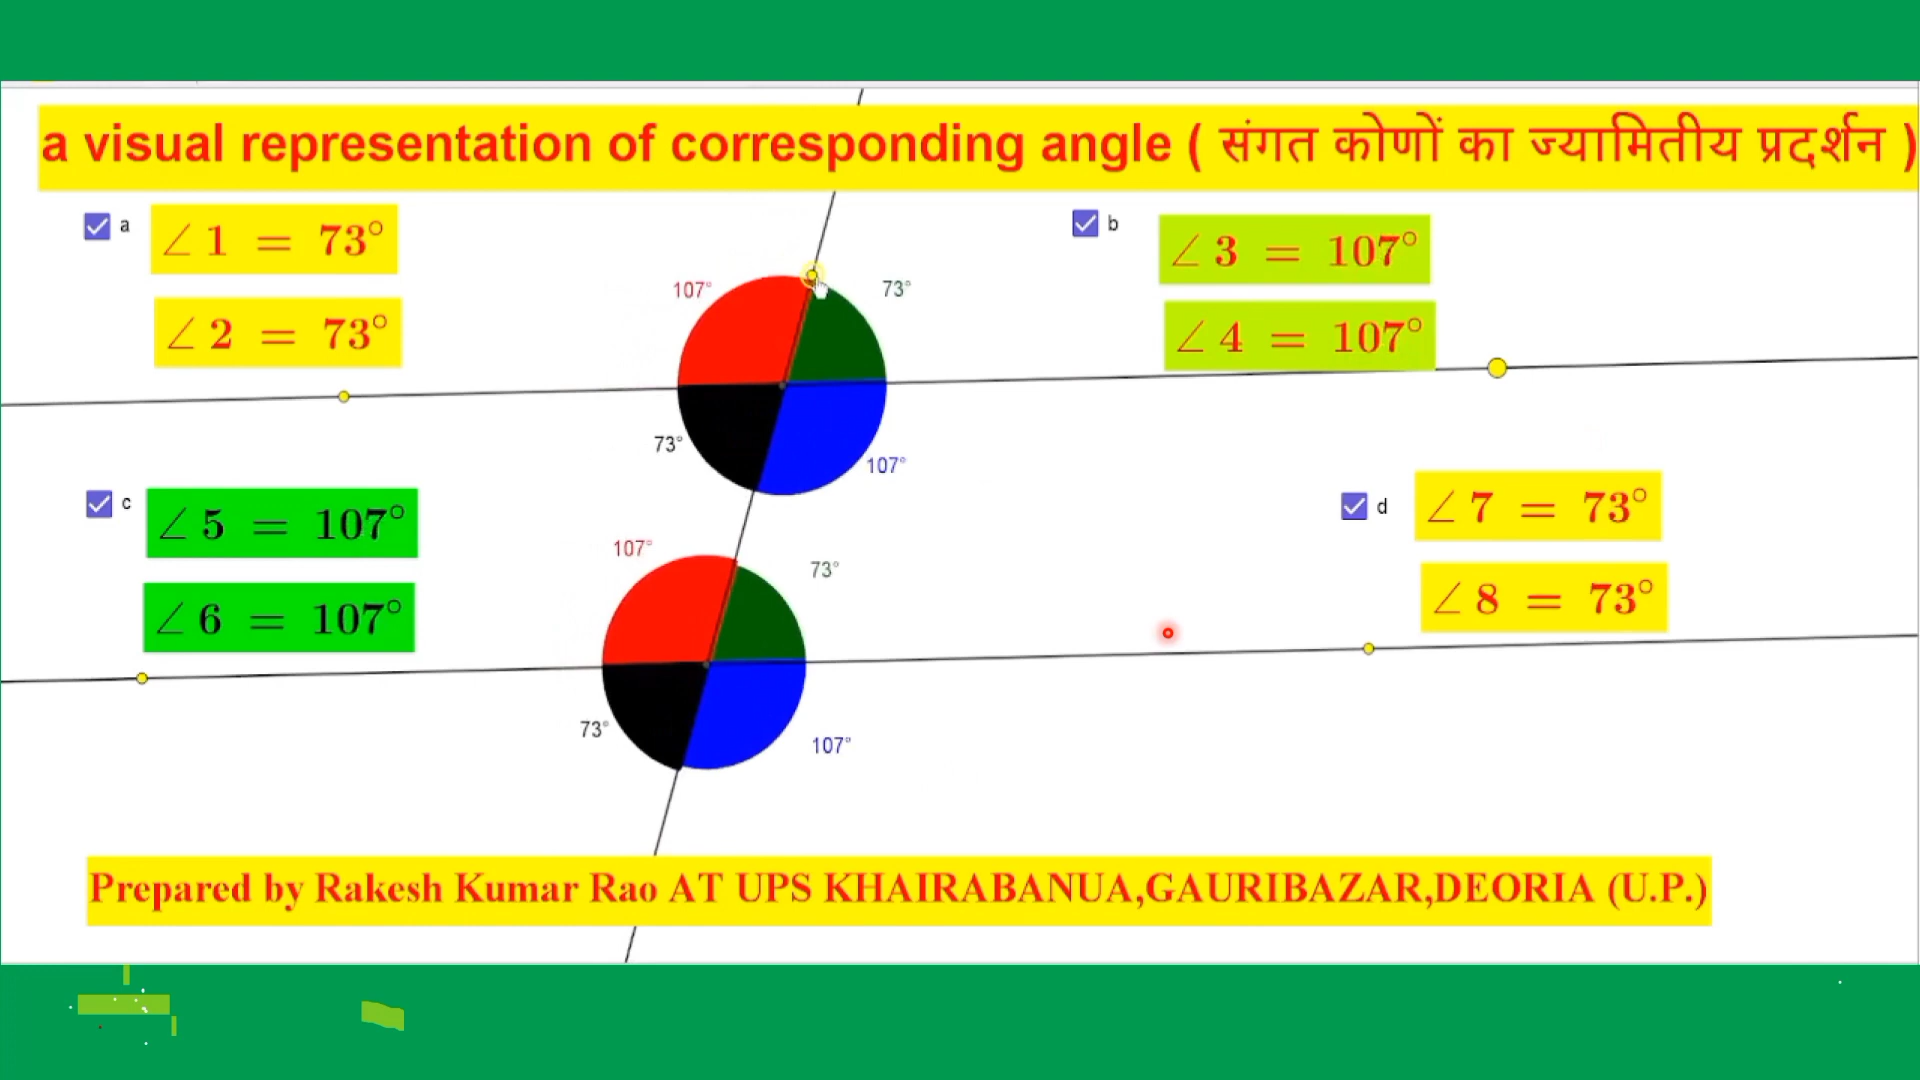 a visual representation of corresponding angle ( संगत कोणों का ज्यामितीय प्रदर्शन )
a
∠ 1 = 73°
∠ 2 = 73°
b
∠ 3 = 107°
∠ 4 = 107°
107°
73°
73°
107°
c
∠ 5 = 107°
∠ 6 = 107°
d
∠ 7 = 73°
∠ 8 = 73°
107°
73°
73°
107°
Prepared by Rakesh Kumar Rao AT UPS KHAIRABANUA,GAURIBAZAR,DEORIA (U.P.)